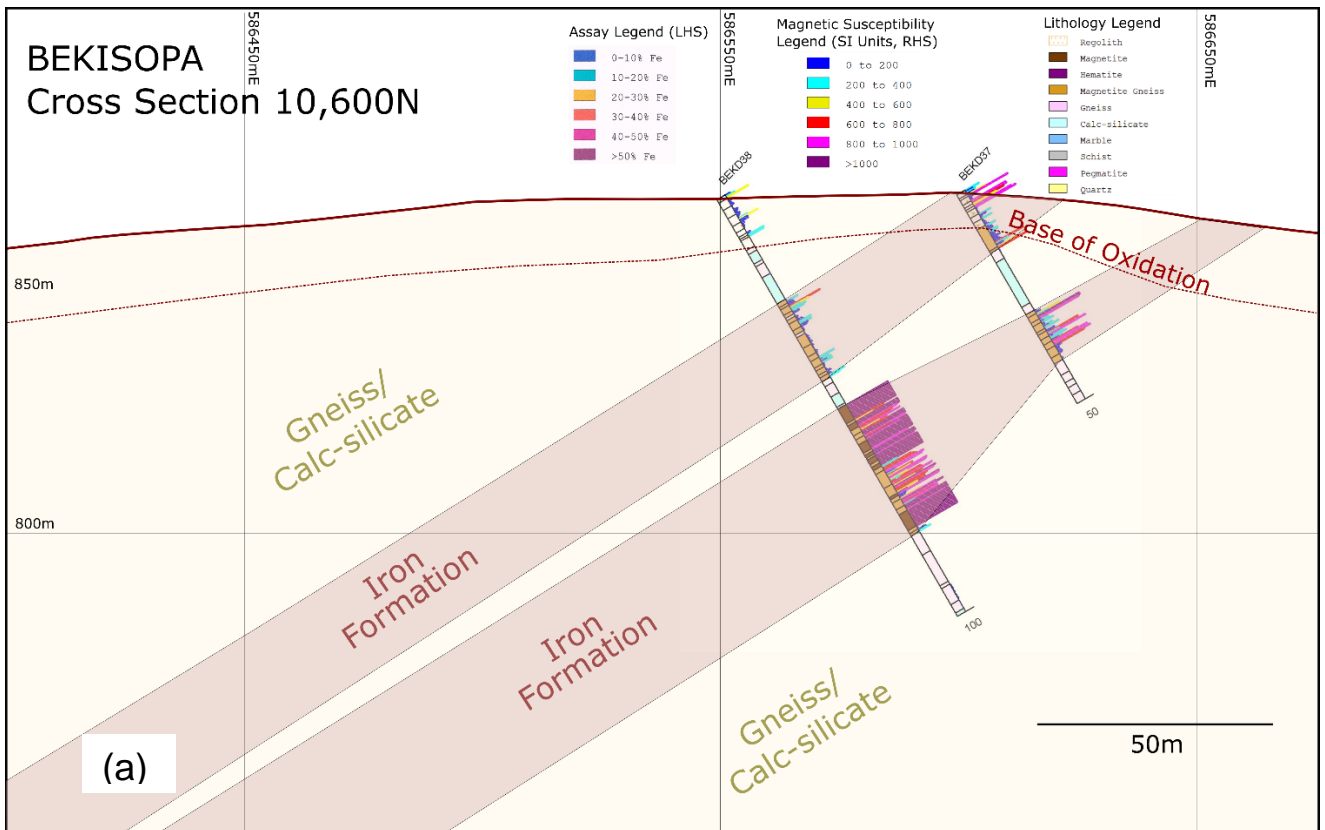 BEKISOPA
Cross Section 10,600N
586450mE
586550mE
586650mE
Assay Legend (LHS)
0-10% Fe
10-20% Fe
20-30% Fe
30-40% Fe
40-50% Fe
>50% Fe
Magnetic Susceptibility
Legend (SI Units, RHS)
0 to 200
200 to 400
400 to 600
600 to 800
800 to 1000
>1000
Lithology Legend
Regolith
Magnetite
Hematite
Magnetite Gneiss
Gneiss
Calc-silicate
Marble
Schist
Pegmatite
Quartz
BEKD38
BEKD37
Base of Oxidation
850m
800m
Gneiss/
Calc-silicate
50
100
Iron
Formation
Iron
Formation
Gneiss/
Calc-silicate
50m
(a)